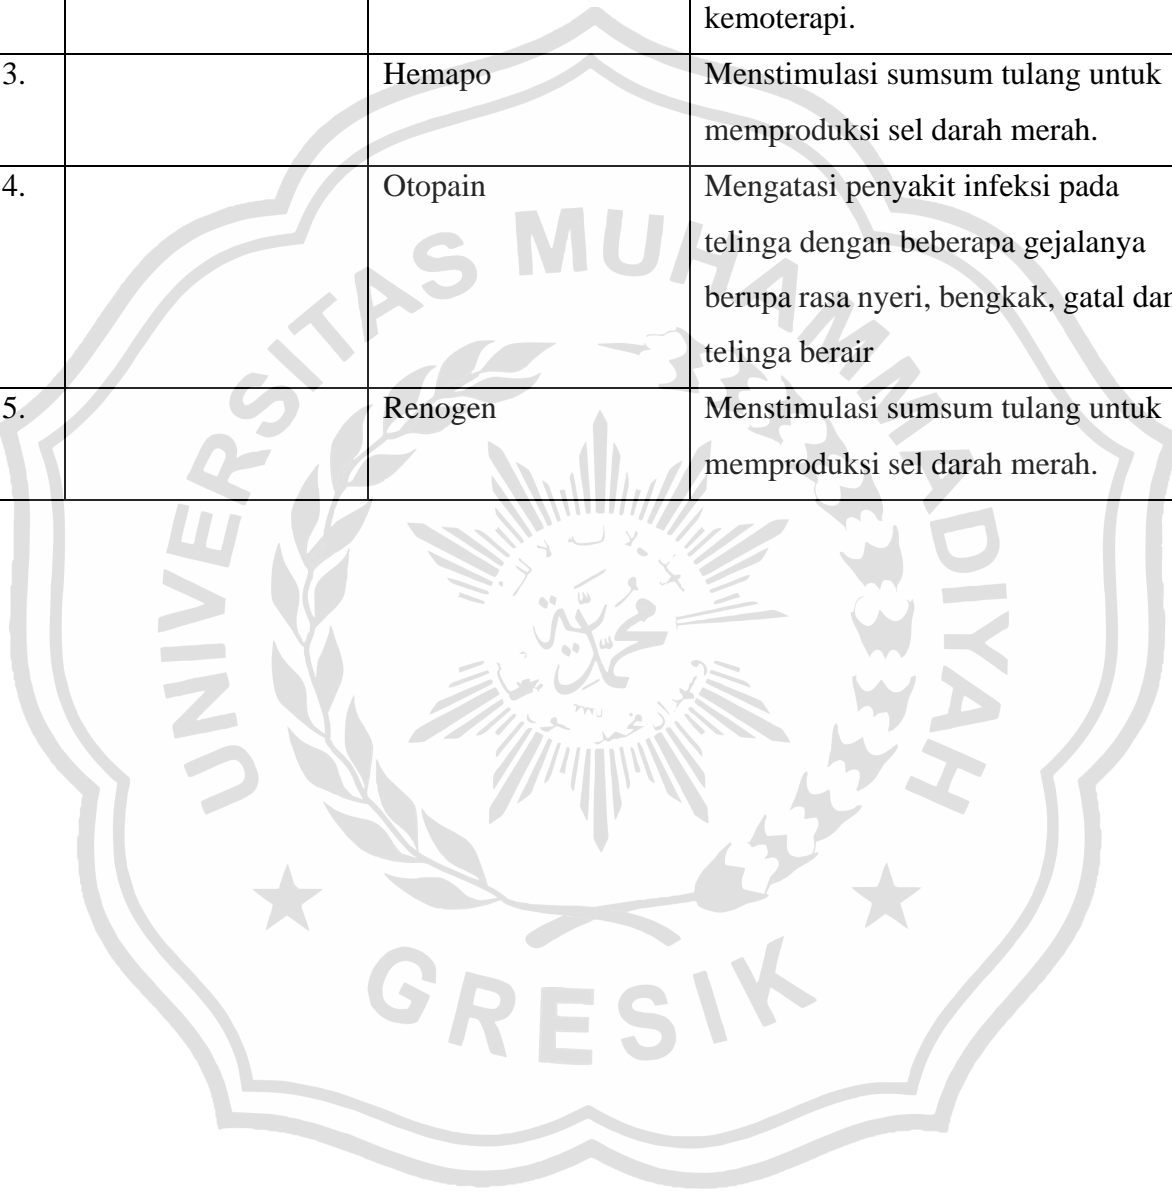 kemoterapi.
3. Hemapo Menstimulasi sumsum tulang untuk
memproduksi sel darah merah.
4. Otopain Mengatasi penyakit infeksi pada
telinga dengan beberapa gejalanya
berupa rasa nyeri, bengkak, gatal dan
telinga berair
5. Renogen Menstimulasi sumsum tulang untuk
memproduksi sel darah merah.
UNIVERSITAS MUHAMMADIYAH
GRESIK